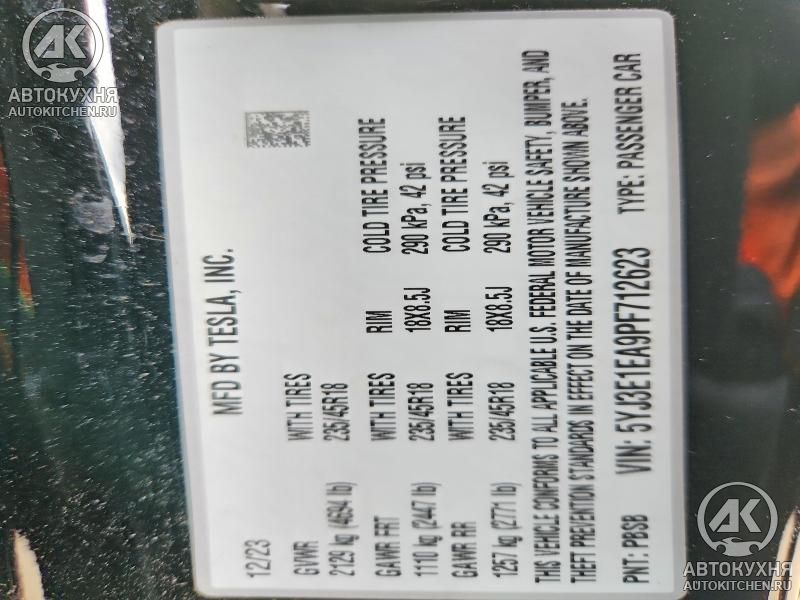 АК
АВТОКУХНЯ
AUTOKITCHEN.RU
12/23 MFD BY TESLA, INC.
GVWR WITH TIRES
2129 kg (4694 lb) 235/45R18
GAWR FRT WITH TIRES RIM COLD TIRE PRESSURE
1110 kg (2447 lb) 235/45R18 18X8.5J 290 kPa, 42 psi
GAWR RR WITH TIRES RIM COLD TIRE PRESSURE
1257 kg (2771 lb) 235/45R18 18X8.5J 290 kPa, 42 psi
THIS VEHICLE CONFORMS TO ALL APPLICABLE U.S. FEDERAL MOTOR VEHICLE SAFETY, BUMPER, AND
THEFT PREVENTION STANDARDS IN EFFECT ON THE DATE OF MANUFACTURE SHOWN ABOVE.
PNT: PBSB VIN: 5YJ3E1EA9PF712623 TYPE: PASSENGER CAR
АК
АВТОКУХНЯ
AUTOKITCHEN.RU